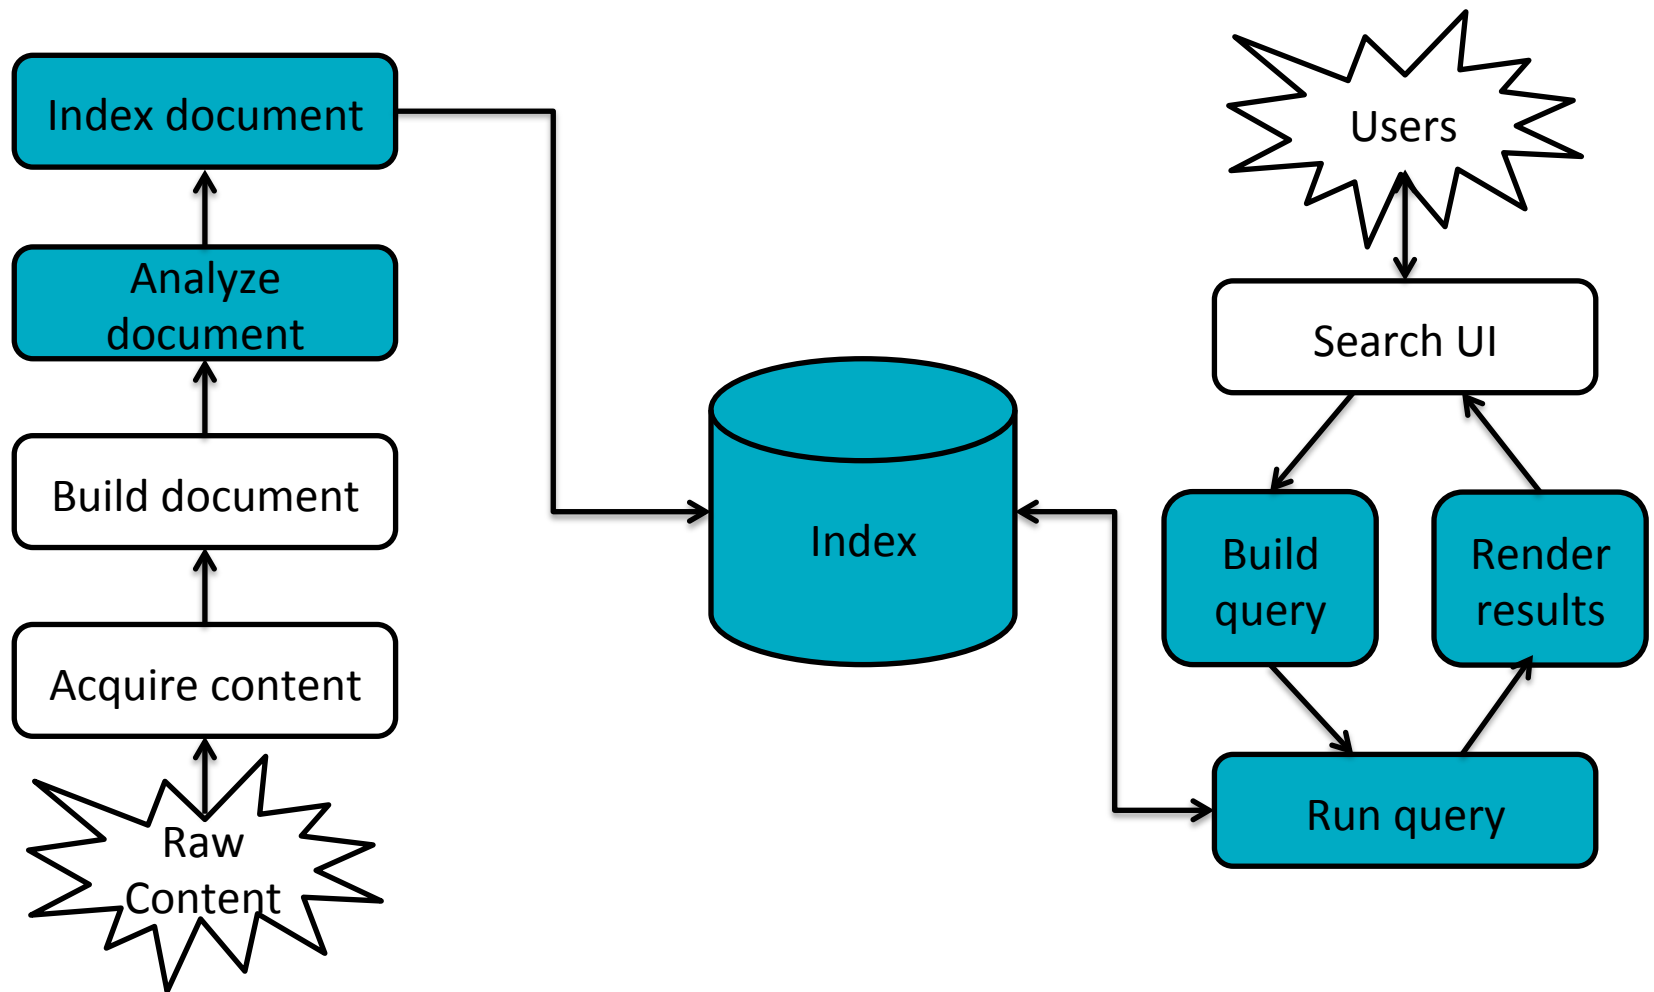 Index document
Analyze
document
Build document
Acquire content
Raw
Content
Index
Users
Search UI
Build
query
Render
results
Run query